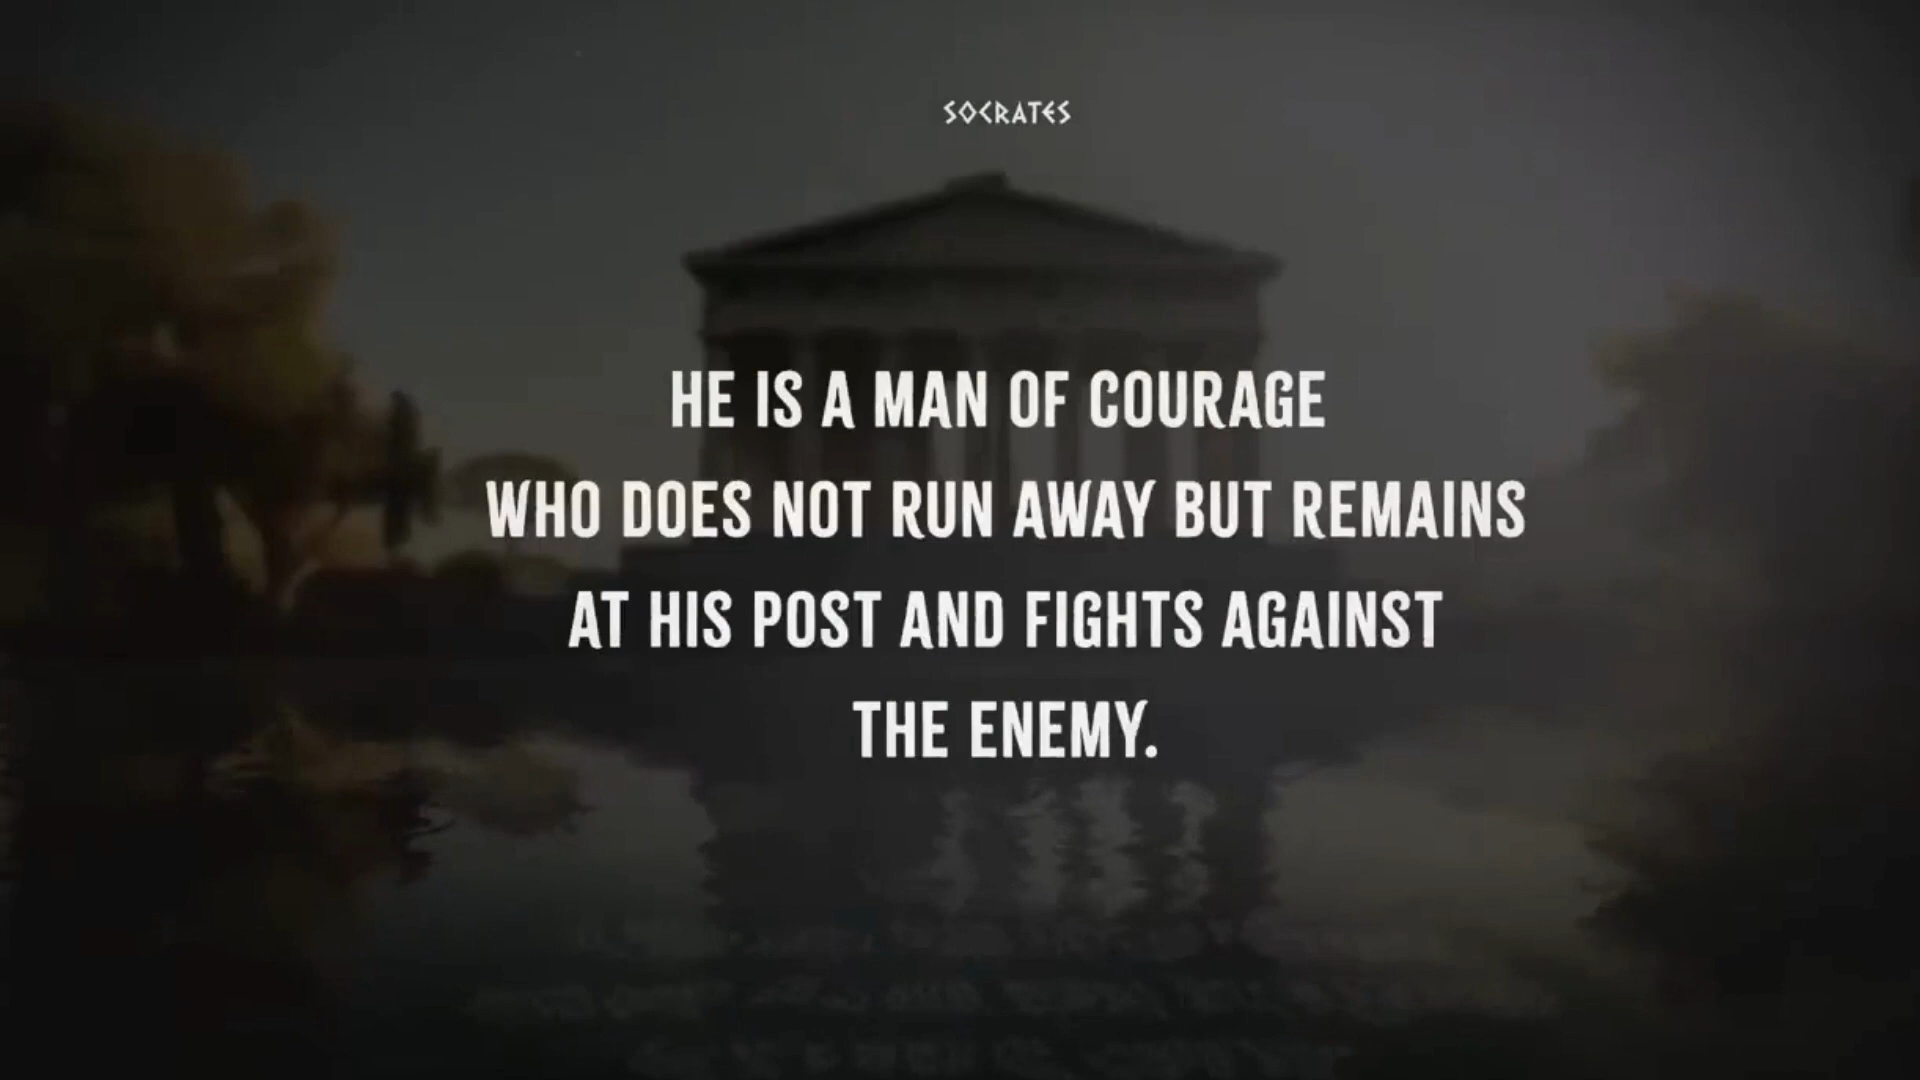 SOCRATES
HE IS A MAN OF COURAGE
WHO DOES NOT RUN AWAY BUT REMAINS
AT HIS POST AND FIGHTS AGAINST
THE ENEMY.